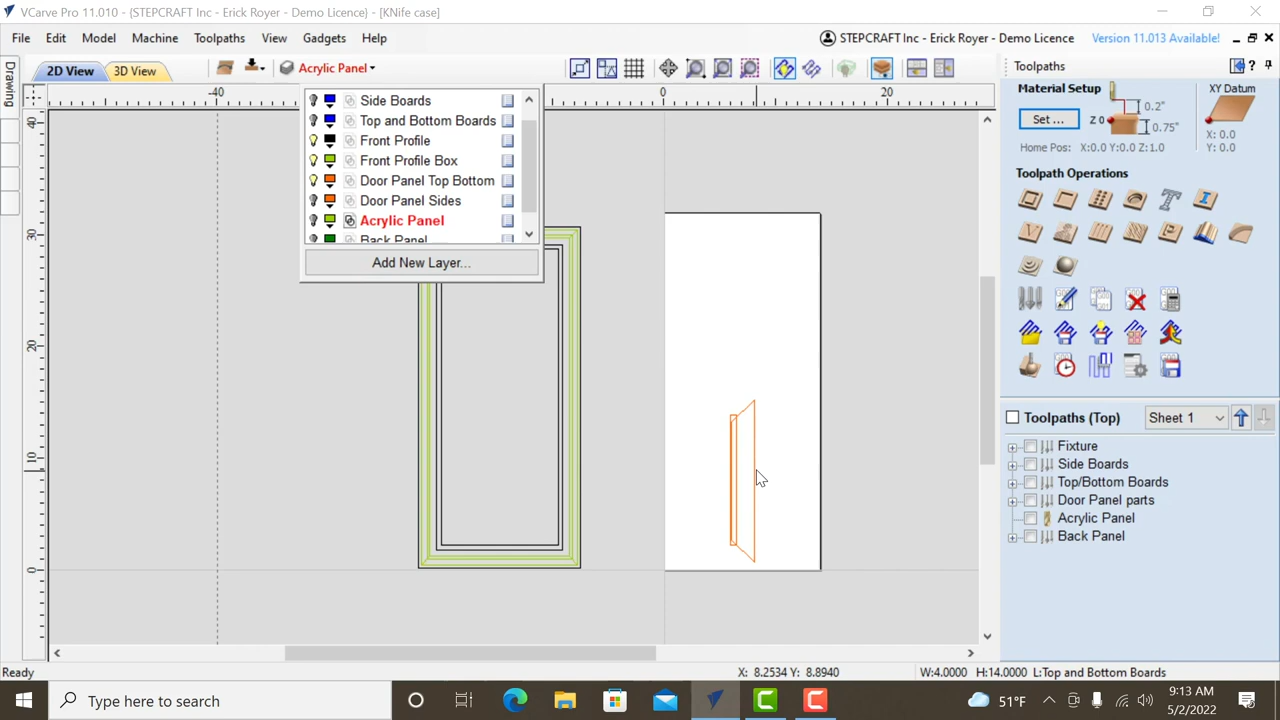 VCarve Pro 11.010 - {STEPCRAFT Inc - Erick Royer - Demo Licence} - [KNife case]
File Edit Model Machine Toolpaths View Gadgets Help
STEPCRAFT Inc - Erick Royer - Demo Licence Version 11.013 Available!
Drawing
2D View 3D View Acrylic Panel
Toolpaths
-40 0 20
40
30
20
10
0
Side Boards
Top and Bottom Boards
Front Profile
Front Profile Box
Door Panel Top Bottom
Door Panel Sides
Acrylic Panel
Back Panel
Add New Layer...
Material Setup XY Datum
Set ... Z 0 0.2"
0.75"
X: 0.0
Y: 0.0
Home Pos: X:0.0 Y:0.0 Z:1.0
Toolpath Operations
Toolpaths (Top) Sheet 1
Fixture
Side Boards
Top/Bottom Boards
Door Panel parts
Acrylic Panel
Back Panel
Ready X: 8.2534 Y: 8.8940 W:4.0000 H:14.0000 L:Top and Bottom Boards
Type here to search 51°F 9:13 AM
5/2/2022